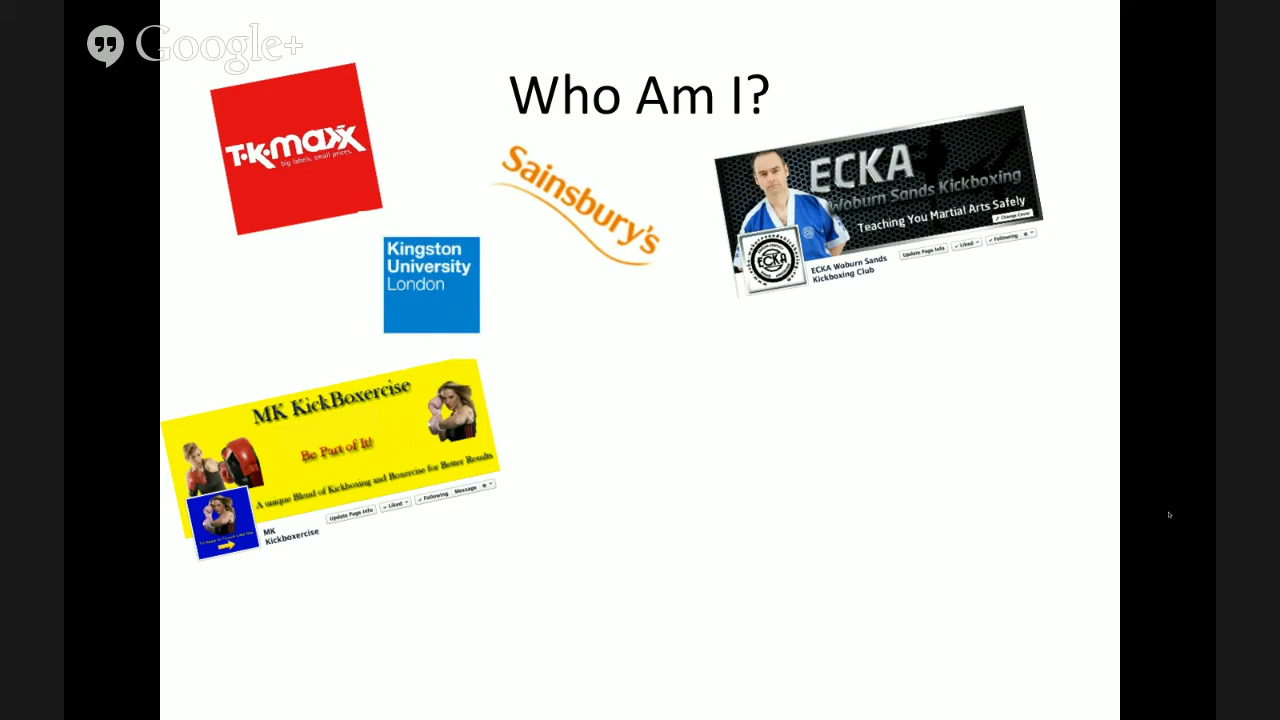 Google+
Who Am I?
T·K·maxx
big labels, small prices.
Sainsbury's
ECKA
Woburn Sands Kickboxing
Teaching You Martial Arts Safely
Change Cover
ECKA
ECKA Woburn Sands
Kickboxing Club
Update Page Info
Liked
Following
Kingston
University
London
MK KickBoxercise
Be Part of It!
A unique Blend of Kickboxing and Boxercise for Better Results
MK
Kickboxercise
Update Page Info
Liked
Following
Message